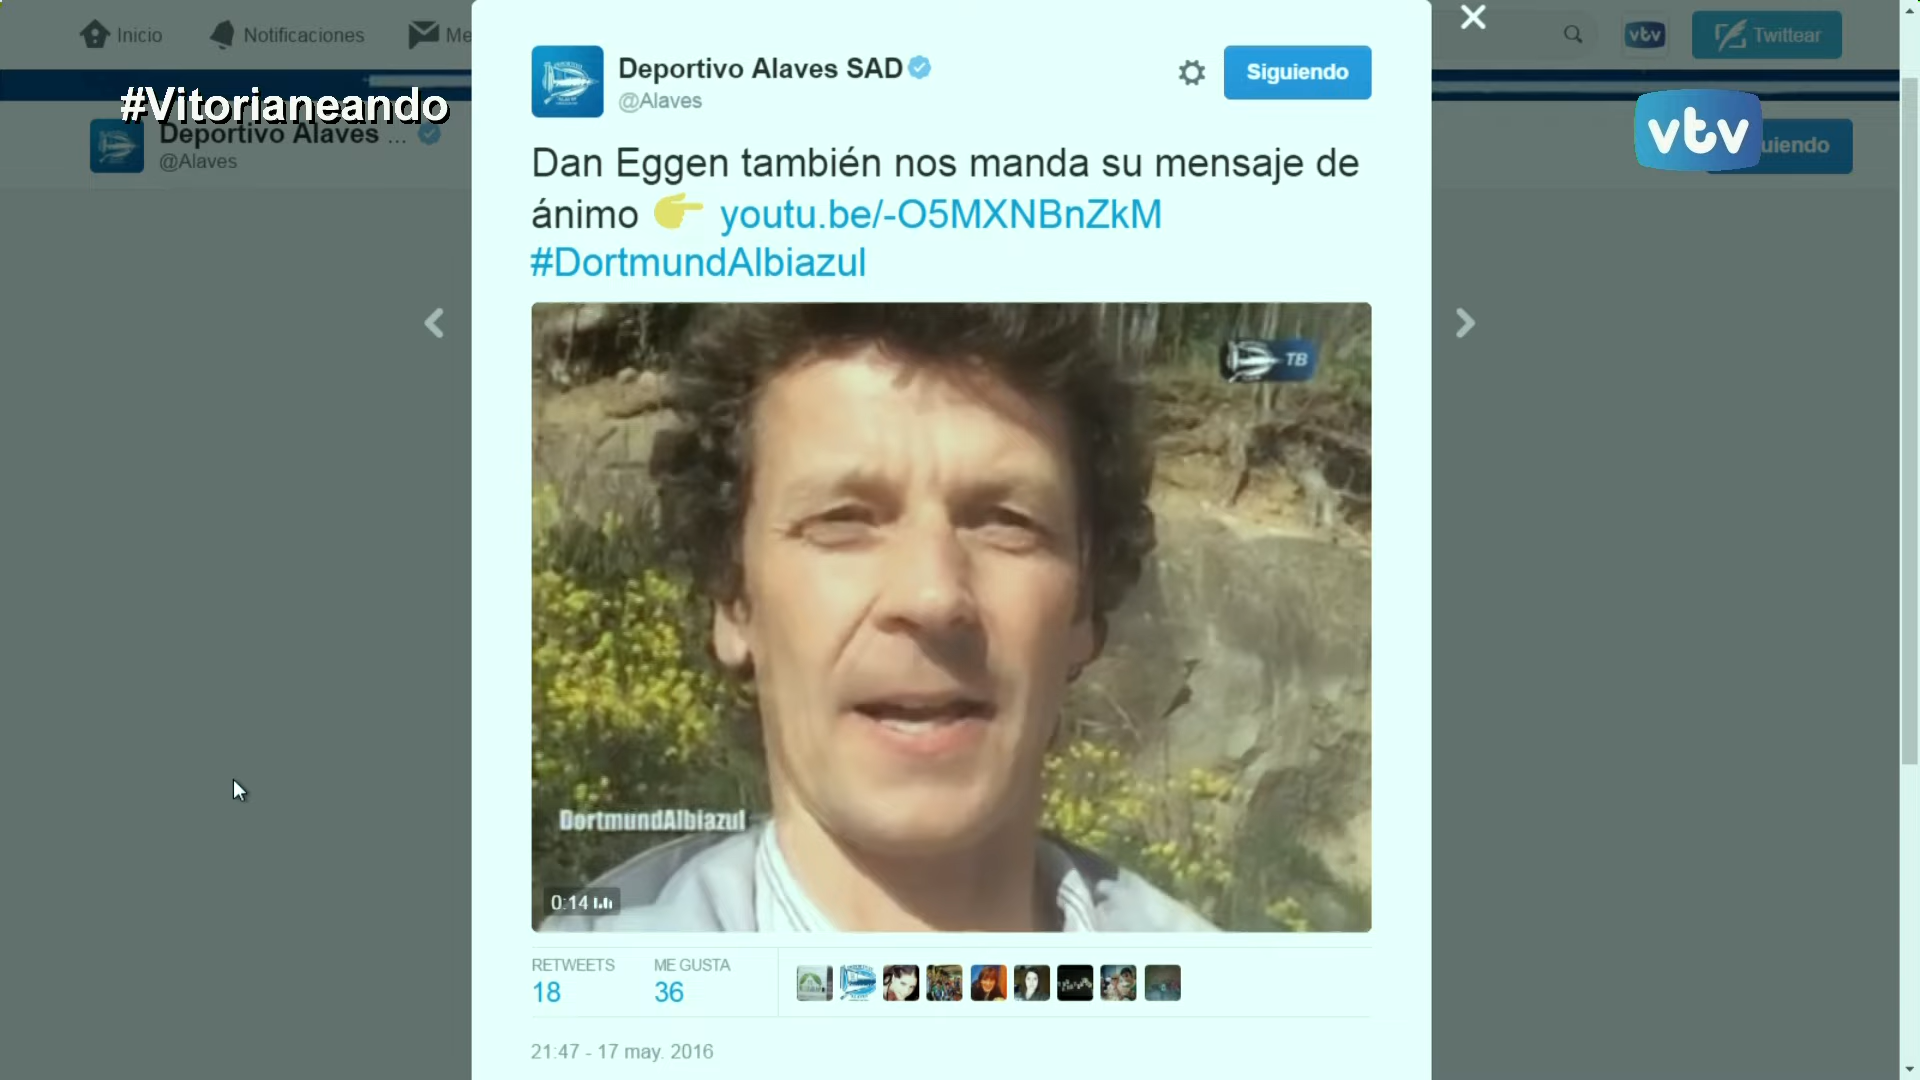 Inicio
Notificaciones
Me
Twittear
#Vitorianeando
Deportivo Alaves ...
@Alaves
vtv
vtv
uiendo
Deportivo Alaves SAD
@Alaves
Siguiendo
Dan Eggen también nos manda su mensaje de
ánimo 👉 youtu.be/-O5MXNBnZkM
#DortmundAlbiazul
TB
DortmundAlbiazul
0:14
RETWEETS
18
ME GUSTA
36
21:47 - 17 may. 2016